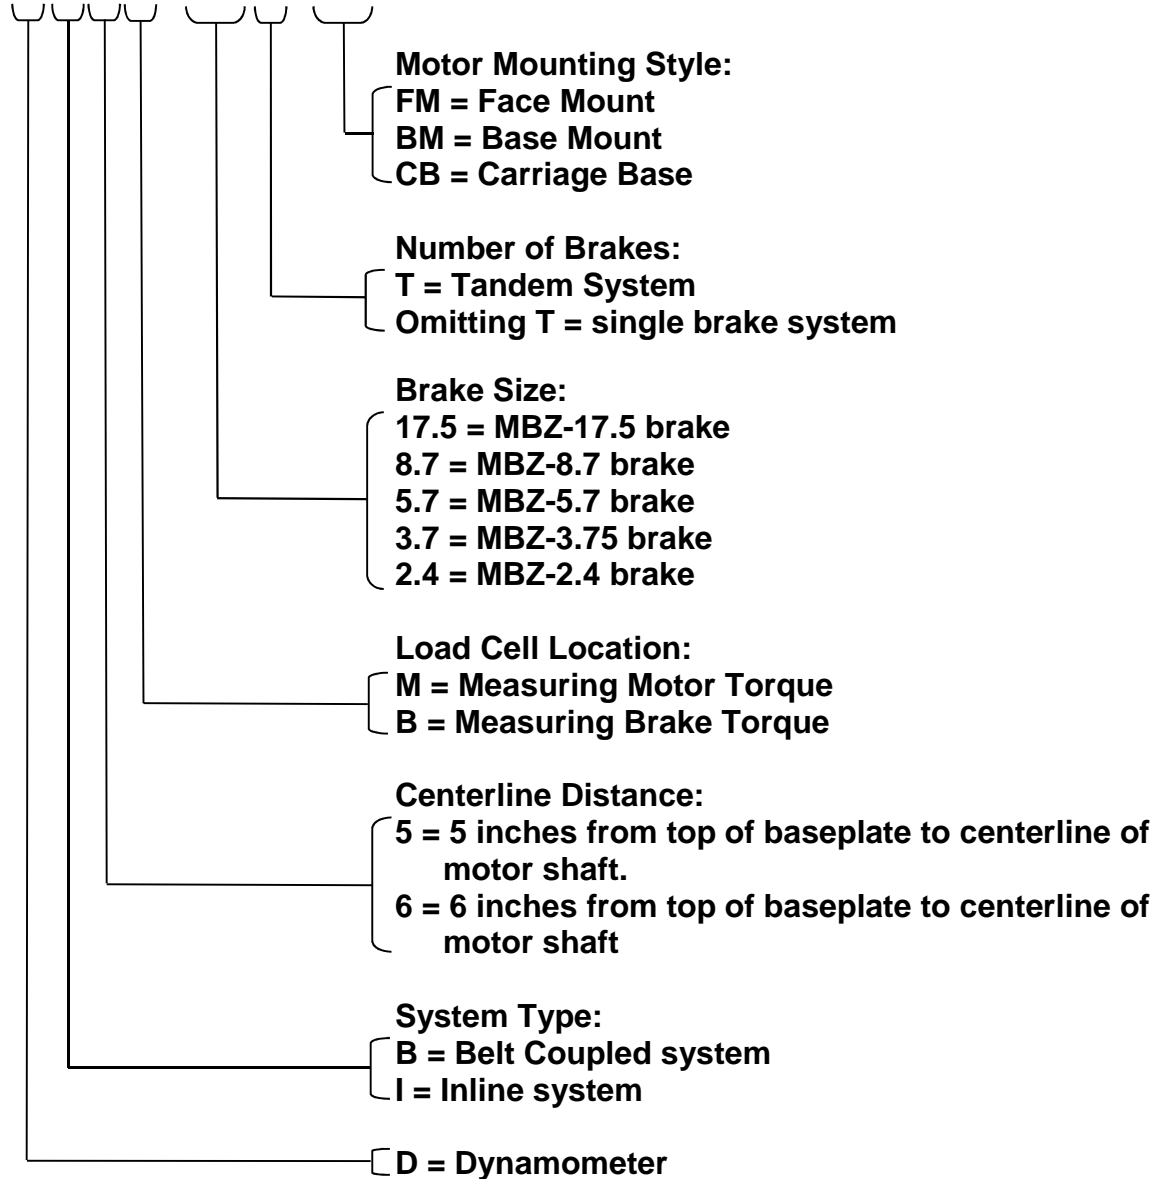 Motor Mounting Style:
FM = Face Mount
BM = Base Mount
CB = Carriage Base
Number of Brakes:
T = Tandem System
Omitting T = single brake system
Brake Size:
17.5 = MBZ-17.5 brake
8.7 = MBZ-8.7 brake
5.7 = MBZ-5.7 brake
3.7 = MBZ-3.75 brake
2.4 = MBZ-2.4 brake
Load Cell Location:
M = Measuring Motor Torque
B = Measuring Brake Torque
Centerline Distance:
5 = 5 inches from top of baseplate to centerline of
motor shaft.
6 = 6 inches from top of baseplate to centerline of
motor shaft
System Type:
B = Belt Coupled system
I = Inline system
D = Dynamometer